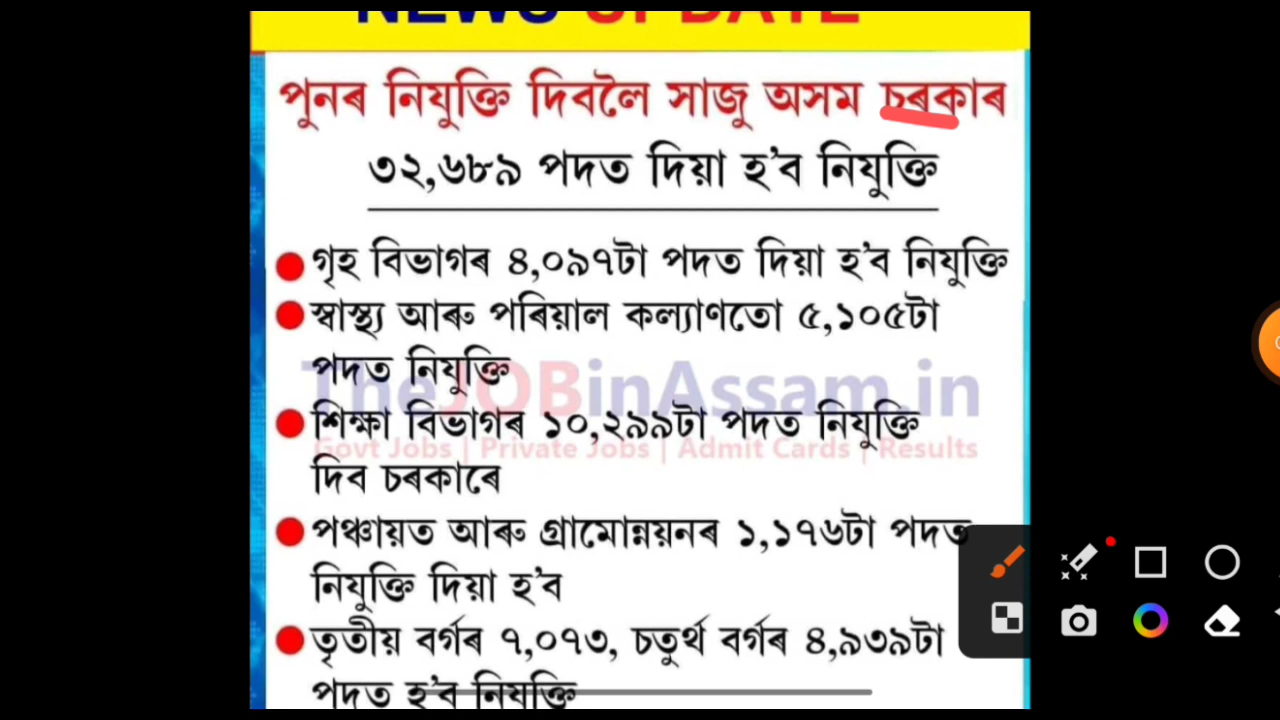 NEWS UPDATE
পুনৰ নিযুক্তি দিবলৈ সাজু অসম চৰকাৰ
৩২,৬৮৯ পদত দিয়া হ'ব নিযুক্তি
গৃহ বিভাগৰ ৪,০৯৭টা পদত দিয়া হ'ব নিযুক্তি
স্বাস্থ্য আৰু পৰিয়াল কল্যাণতো ৫,১০৫টা
পদত নিযুক্তি
TheJOBinAssam.in
শিক্ষা বিভাগৰ ১০,২৯৯টা পদত নিযুক্তি
Govt Jobs | Private Jobs | Admit Cards | Results
দিব চৰকাৰে
পঞ্চায়ত আৰু গ্ৰামোন্নয়নৰ ১,১৭৬টা পদত
নিযুক্তি দিয়া হ'ব
তৃতীয় বৰ্গৰ ৭,০৭৩, চতুৰ্থ বৰ্গৰ ৪,৯৩৯টা
পদত হ'ব নিযুক্তি